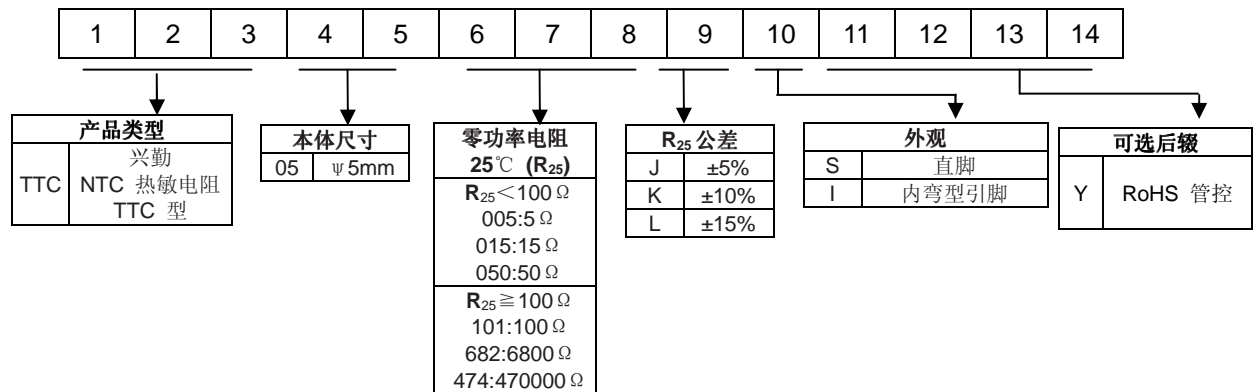 1 2 3 4 5 6 7 8 9 10 11 12 13 14
产品类型
TTC
兴勤
NTC 热敏电阻
TTC 型
本体尺寸
05 ψ5mm
零功率电阻
25℃ (R25)
R25＜100Ω
005:5Ω
015:15Ω
050:50Ω
R25≧100Ω
101:100Ω
682:6800Ω
474:470000Ω
R25 公差
J ±5%
K ±10%
L ±15%
外观
S 直脚
I 内弯型引脚
可选后辍
Y RoHS 管控